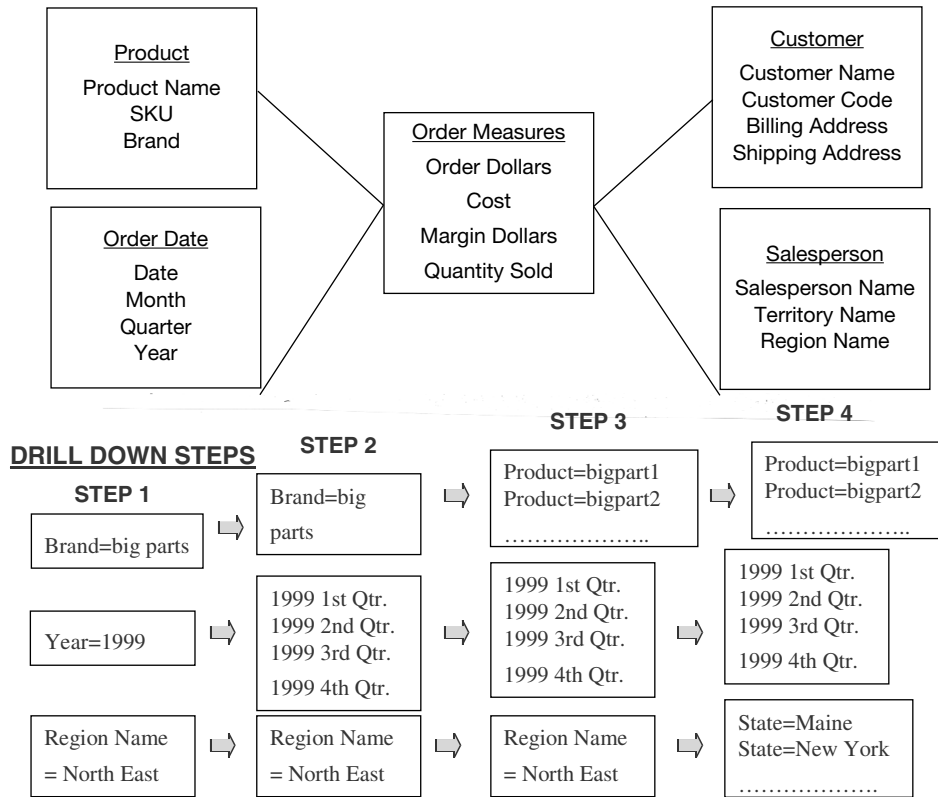 Product
Product Name
SKU
Brand
Order Date
Date
Month
Quarter
Year
Order Measures
Order Dollars
Cost
Margin Dollars
Quantity Sold
Customer
Customer Name
Customer Code
Billing Address
Shipping Address
Salesperson
Salesperson Name
Territory Name
Region Name
DRILL DOWN STEPS
STEP 1
Brand=big parts
Year=1999
Region Name
= North East
STEP 2
Brand=big
parts
1999 1st Qtr.
1999 2nd Qtr.
1999 3rd Qtr.
1999 4th Qtr.
Region Name
= North East
STEP 3
Product=bigpart1
Product=bigpart2
………………..
1999 1st Qtr.
1999 2nd Qtr.
1999 3rd Qtr.
1999 4th Qtr.
Region Name
= North East
STEP 4
Product=bigpart1
Product=bigpart2
………………..
1999 1st Qtr.
1999 2nd Qtr.
1999 3rd Qtr.
1999 4th Qtr.
State=Maine
State=New York
……………….